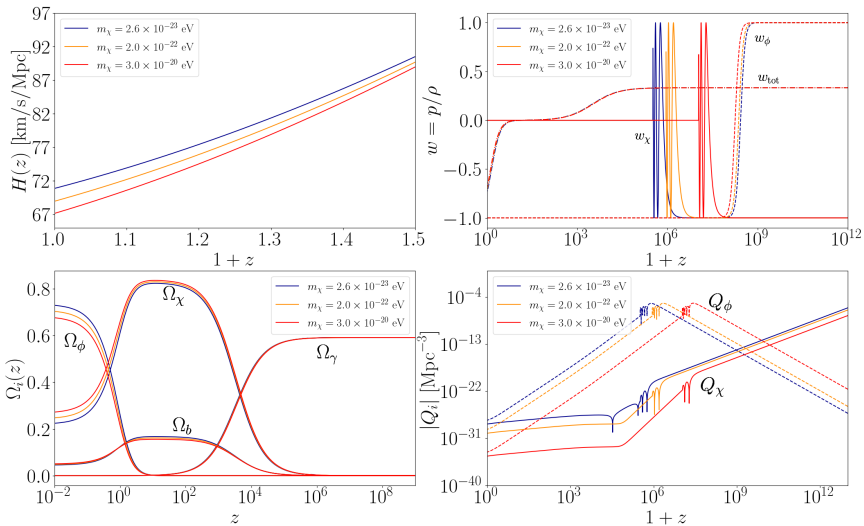 97
92
87
82
77
72
67
H(z) [km/s/Mpc]
m_χ = 2.6 × 10^−23 eV
m_χ = 2.0 × 10^−22 eV
m_χ = 3.0 × 10^−20 eV
1.0 1.1 1.2 1.3 1.4 1.5
1 + z
1.0
0.5
0.0
−0.5
−1.0
w = p/ρ
m_χ = 2.6 × 10^−23 eV
m_χ = 2.0 × 10^−22 eV
m_χ = 3.0 × 10^−20 eV
w_ϕ
w_tot
w_χ
10^0 10^3 10^6 10^9 10^12
1 + z
0.8
0.6
0.4
0.2
0.0
Ω_i(z)
m_χ = 2.6 × 10^−23 eV
m_χ = 2.0 × 10^−22 eV
m_χ = 3.0 × 10^−20 eV
Ω_χ
Ω_ϕ
Ω_γ
Ω_b
10^−2 10^0 10^2 10^4 10^6 10^8
z
10^−4
10^−13
10^−22
10^−31
10^−40
|Q_i| [Mpc^−3]
m_χ = 2.6 × 10^−23 eV
m_χ = 2.0 × 10^−22 eV
m_χ = 3.0 × 10^−20 eV
Q_ϕ
Q_χ
10^0 10^3 10^6 10^9 10^12
1 + z